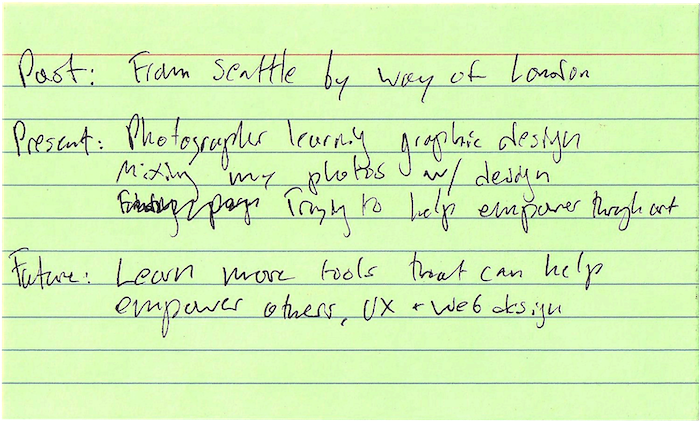 Past: From Seattle by way of London
Present: Photographer learning graphic design
Mixing my photos w/ design
Trying to help empower through art
Future: Learn more tools that can help
empower others, UX + web design